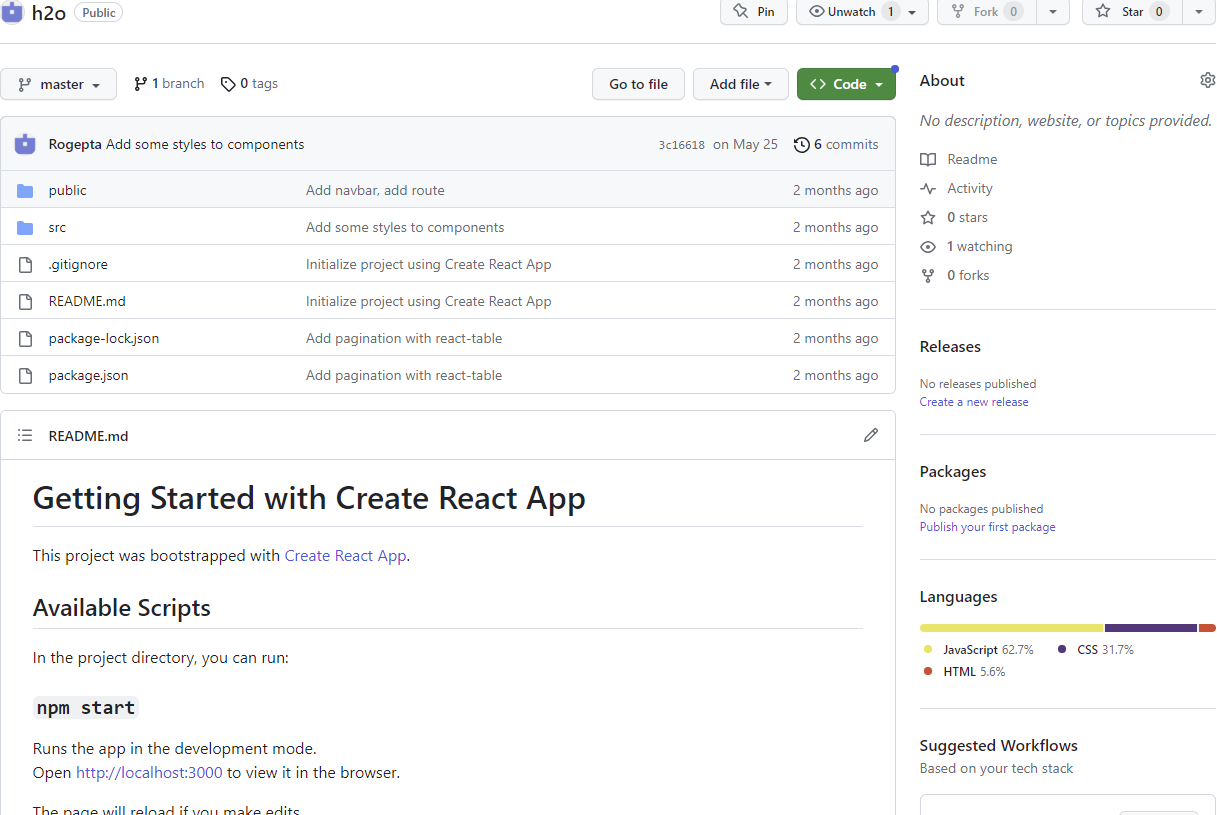 h2o Public Pin Unwatch 1 Fork 0 Star 0
master 1 branch 0 tags Go to file Add file Code
Rogepta Add some styles to components 3c16618 on May 25 6 commits
public Add navbar, add route 2 months ago
src Add some styles to components 2 months ago
.gitignore Initialize project using Create React App 2 months ago
README.md Initialize project using Create React App 2 months ago
package-lock.json Add pagination with react-table 2 months ago
package.json Add pagination with react-table 2 months ago
README.md
Getting Started with Create React App
This project was bootstrapped with Create React App.
Available Scripts
In the project directory, you can run:
npm start
Runs the app in the development mode.
Open http://localhost:3000 to view it in the browser.
The page will reload if you make edits.
About
No description, website, or topics provided.
Readme
Activity
0 stars
1 watching
0 forks
Releases
No releases published
Create a new release
Packages
No packages published
Publish your first package
Languages
JavaScript 62.7% CSS 31.7%
HTML 5.6%
Suggested Workflows
Based on your tech stack